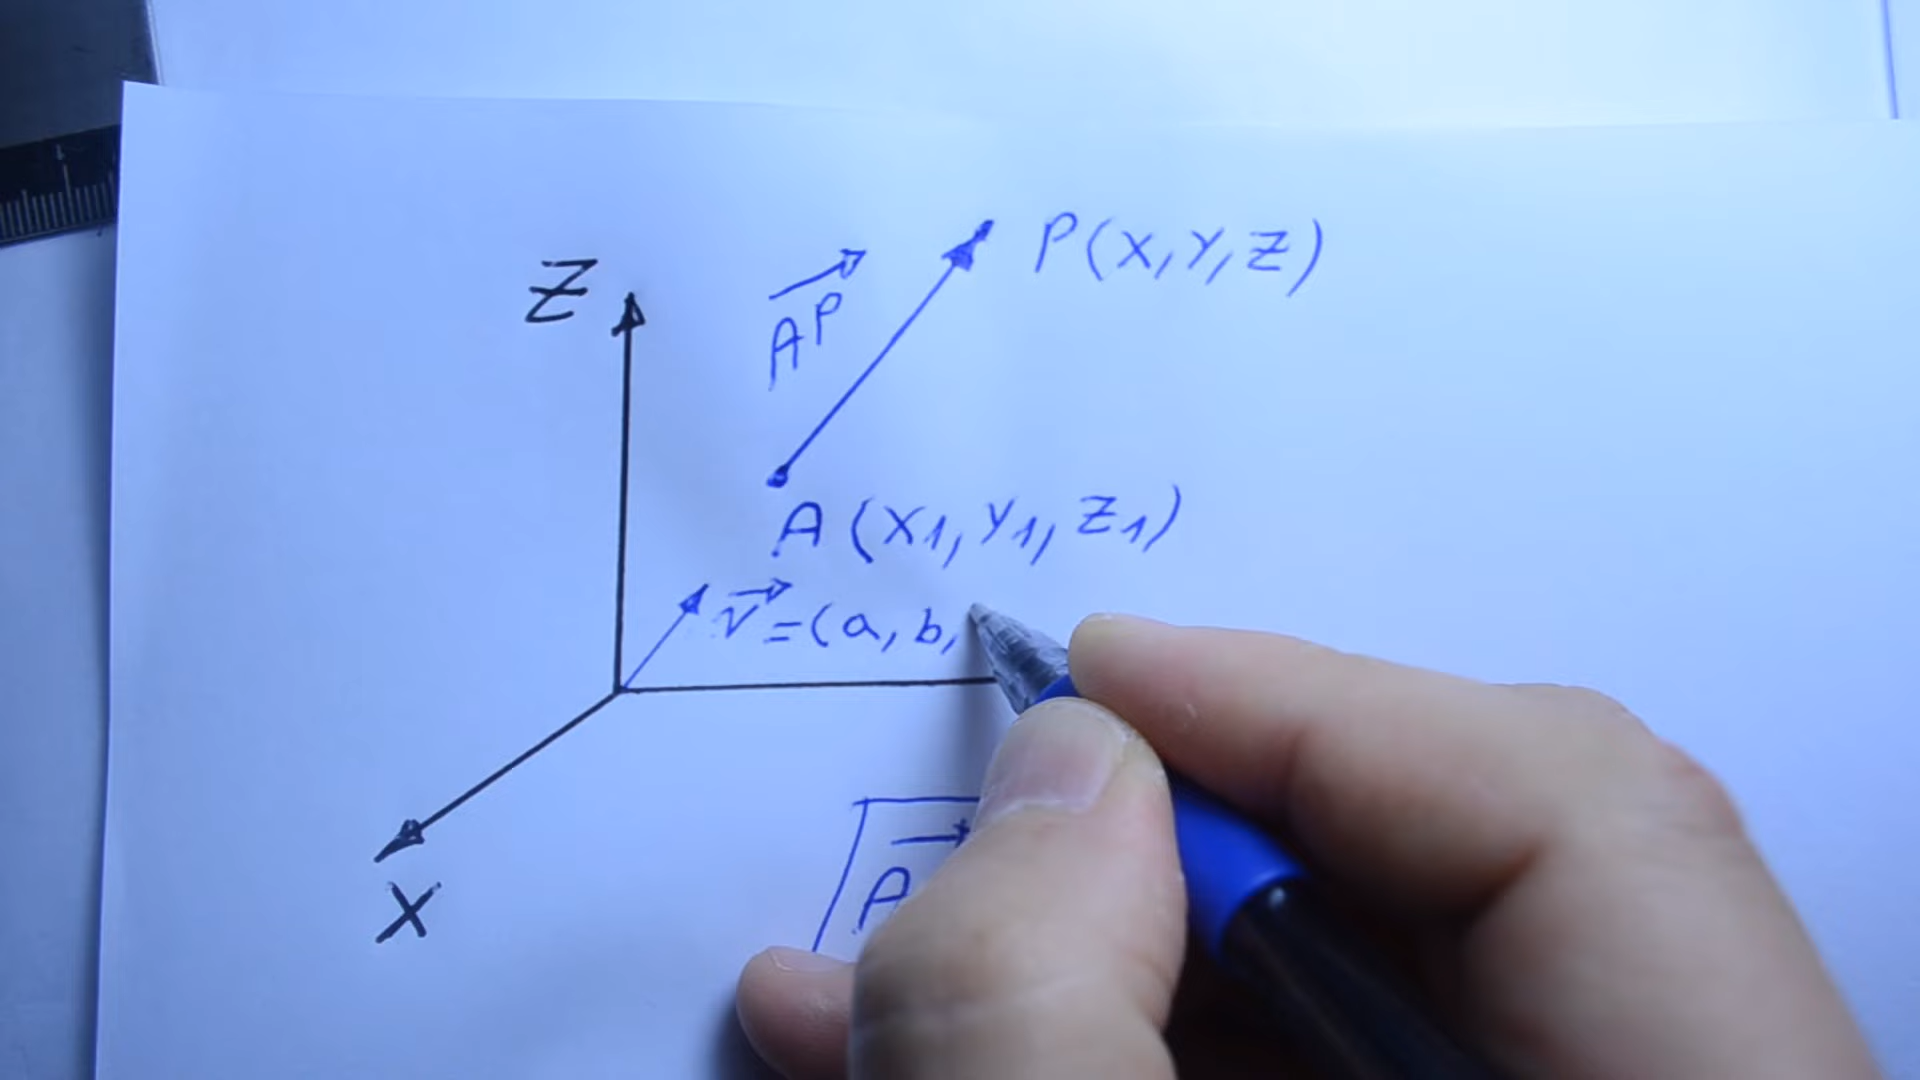 Z
P(X,Y,Z)
AP
A(X1,Y1,Z1)
V=(a,b,
X
A